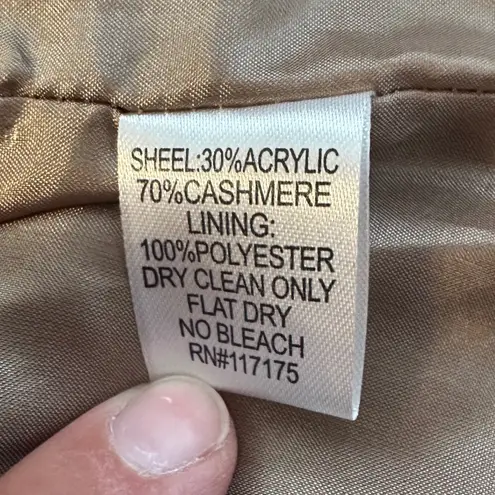 SHEEL:30%ACRYLIC
70%CASHMERE
LINING:
100%POLYESTER
DRY CLEAN ONLY
FLAT DRY
NO BLEACH
RN#117175